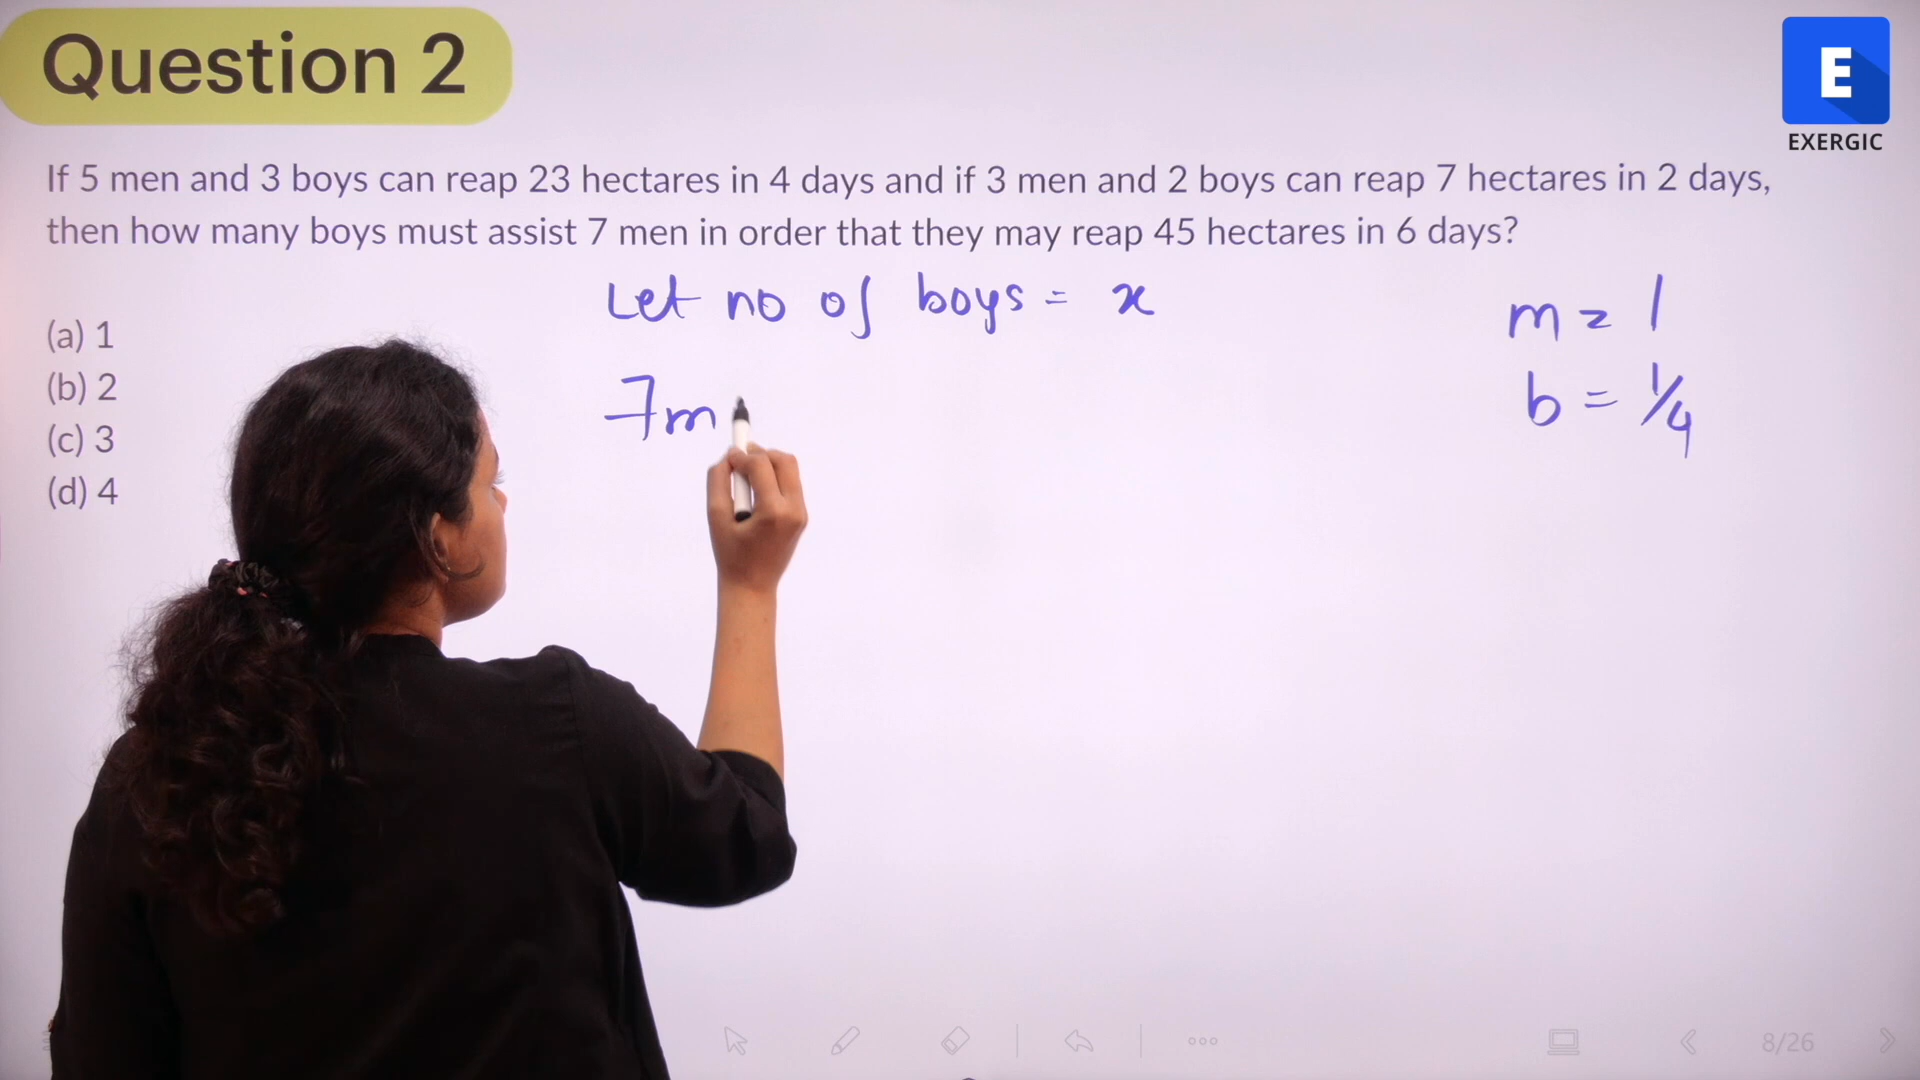 Question 2
E
EXERGIC
If 5 men and 3 boys can reap 23 hectares in 4 days and if 3 men and 2 boys can reap 7 hectares in 2 days,
then how many boys must assist 7 men in order that they may reap 45 hectares in 6 days?
Let no of boys = x
(a) 1
(b) 2
(c) 3
(d) 4
7m
m = 1
b = 1/4
8/26